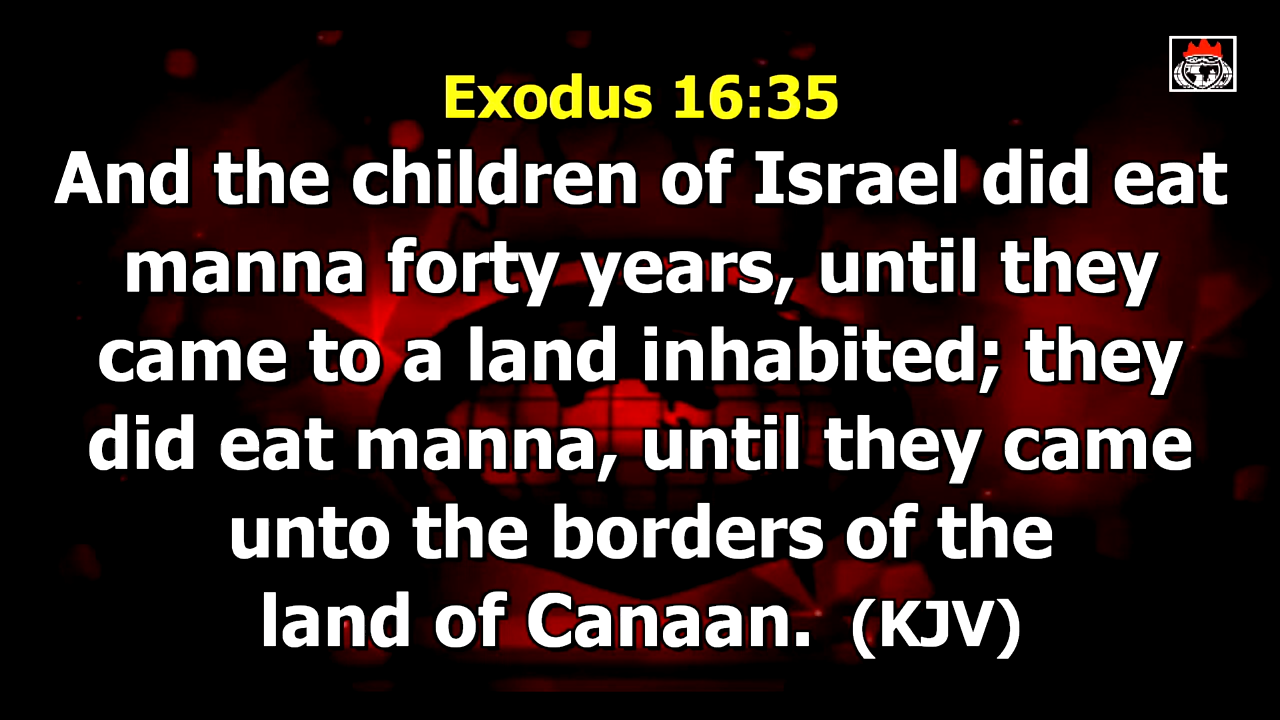 Exodus 16:35
And the children of Israel did eat
manna forty years, until they
came to a land inhabited; they
did eat manna, until they came
unto the borders of the
land of Canaan. (KJV)